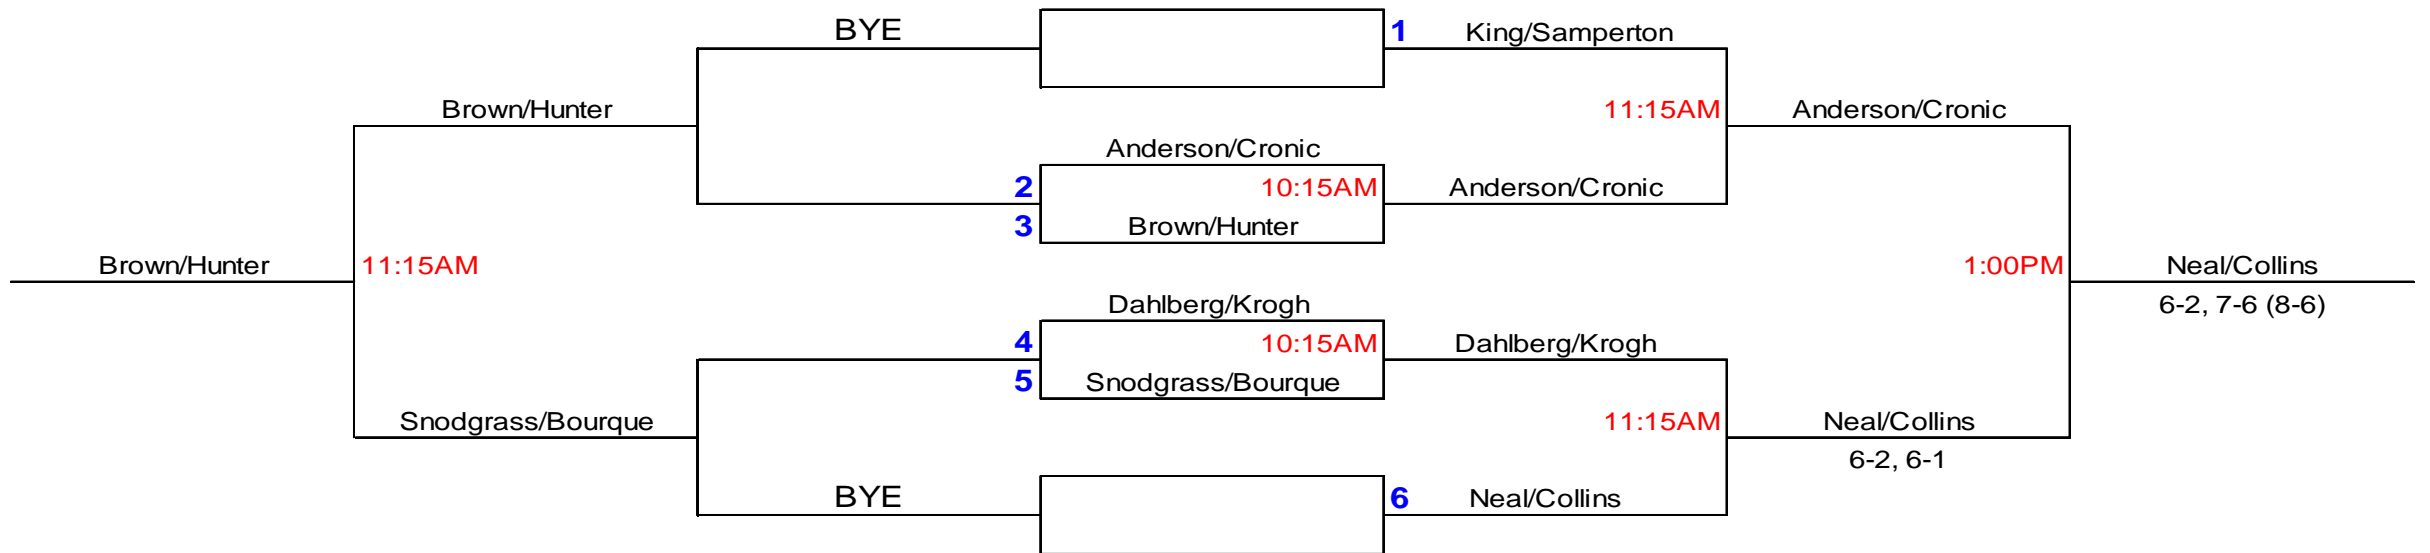 BYE
1 King/Samperton
Brown/Hunter
11:15AM
Anderson/Cronic
Anderson/Cronic
2
10:15AM
Anderson/Cronic
3
Brown/Hunter
Brown/Hunter
11:15AM
1:00PM
Neal/Collins
6-2, 7-6 (8-6)
Dahlberg/Krogh
4
10:15AM
Dahlberg/Krogh
5
Snodgrass/Bourque
Snodgrass/Bourque
11:15AM
Neal/Collins
6-2, 6-1
BYE
6 Neal/Collins